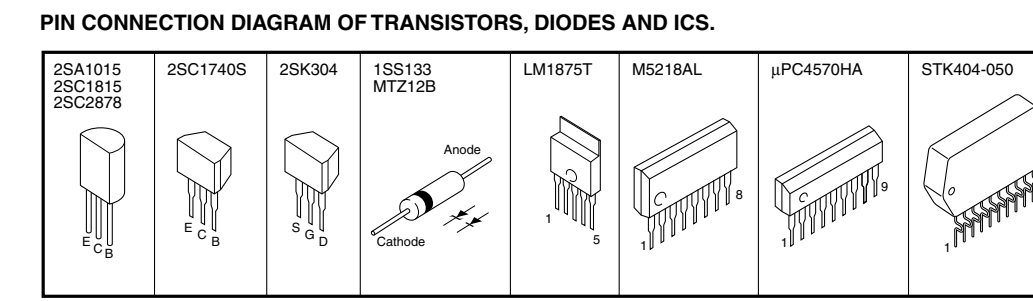 PIN CONNECTION DIAGRAM OF TRANSISTORS, DIODES AND ICS.
2SA1015
2SC1815
2SC2878
E C B
2SC1740S
E C B
2SK304
S G D
1SS133
MTZ12B
Anode
Cathode
LM1875T
1
5
M5218AL
1
8
µPC4570HA
1
9
STK404-050
1